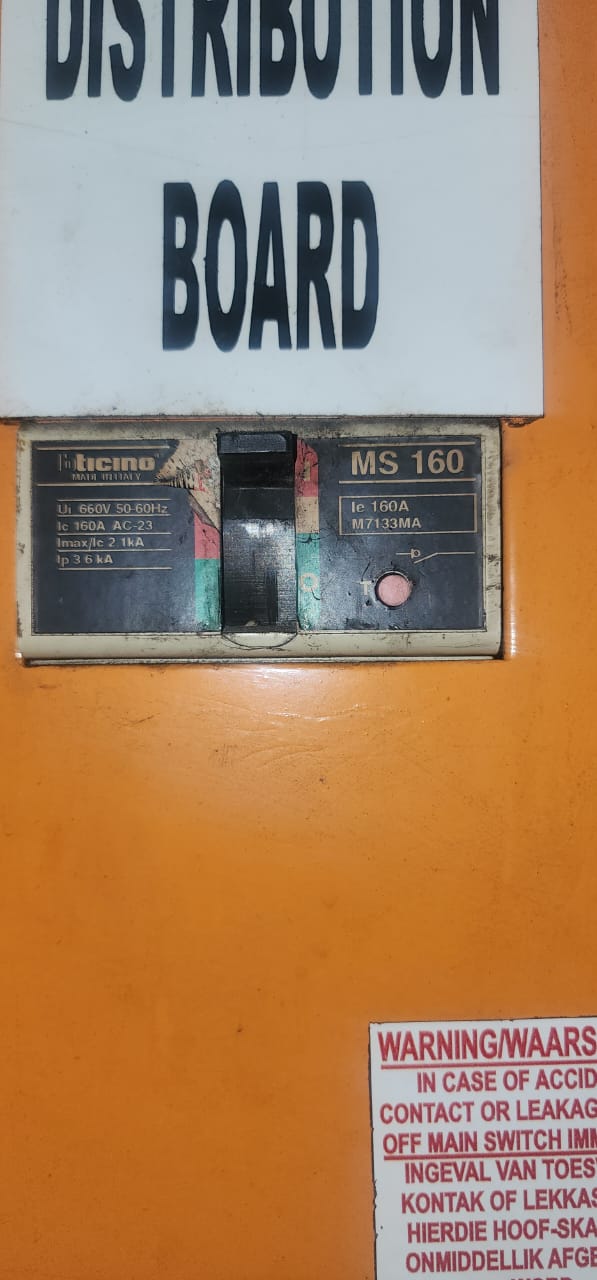 DISTRIBUTION
BOARD
ticino
MADE IN ITALY
MS 160
Ui 660V 50-60Hz
Ic 160A AC-23
Imax/Ic 2.1kA
Ip 3.6 kA
Ie 160A
M7133MA
O
T
WARNING/WAARS
IN CASE OF ACCID
CONTACT OR LEAKAG
OFF MAIN SWITCH IMM
INGEVAL VAN TOES
KONTAK OF LEKKAS
HIERDIE HOOF-SKA
ONMIDDELLIK AFGE